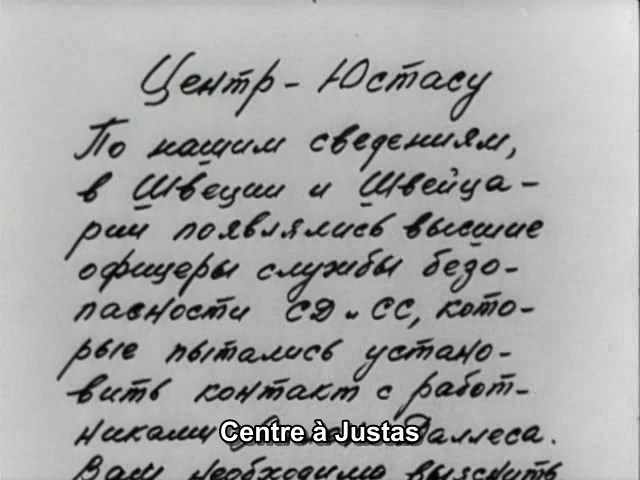 Центр - Юстасу
По нашим сведениям,
в Швеции и Швейца-
рии появлялись высшие
офицеры службы безо-
пасности СД и СС, кото-
рые пытались устано-
вить контакт с работ-
никами Даллеса.
Centre à Justas
Вам необходимо выяснить